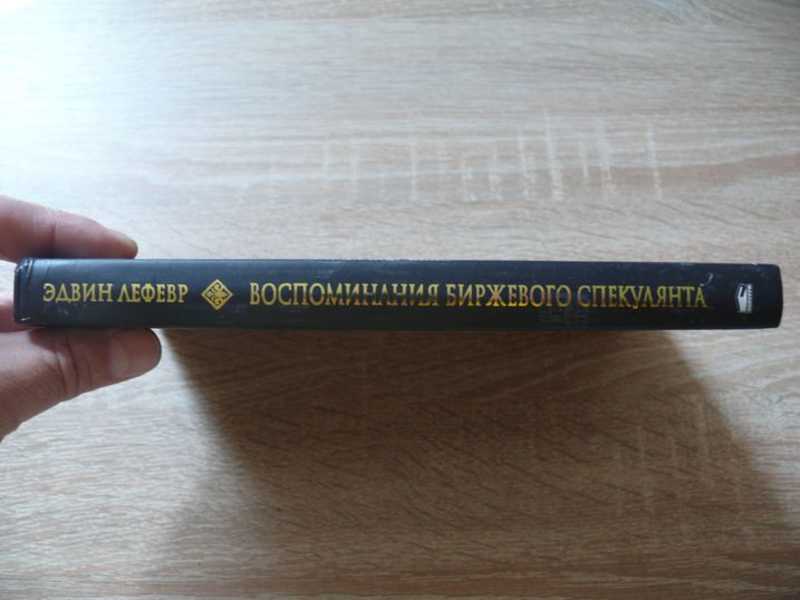 ЭДВИН ЛЕФЕВР ВОСПОМИНАНИЯ БИРЖЕВОГО СПЕКУЛЯНТА